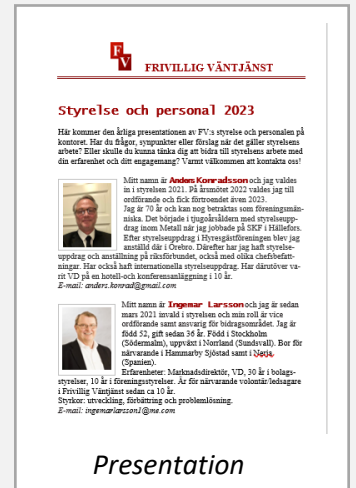 F
V
FRIVILLIG VÄNTJÄNST
Styrelse och personal 2023
Här kommer den årliga presentationen av FV:s styrelse och personalen på
kontoret. Har du frågor, synpunkter eller förslag när det gäller styrelsens
arbete? Eller skulle du kunna tänka dig att bidra till styrelsens arbete med
din erfarenhet och ditt engagemang? Varmt välkommen att kontakta oss!
Mitt namn är Anders Konradsson och jag valdes
in i styrelsen 2021. På årsmötet 2022 valdes jag till
ordförande och fick förtroendet även 2023.
Jag är 70 år och kan nog betraktas som föreningsmän-
niska. Det började i tjugoårsåldern med styrelseupp-
drag inom Metall när jag jobbade på SKF i Hällefors.
Efter styrelseuppdrag i Hyresgästföreningen blev jag
anställd där i Örebro. Därefter har jag haft styrelse-
uppdrag och anställning på riksförbundet, också med olika chefsbefatt-
ningar. Har också haft internationella styrelseuppdrag. Har därutöver va-
rit VD på en hotell-och konferensanläggning i 10 år.
E-mail: anders.konrad@gmail.com
Mitt namn är Ingemar Larsson och jag är sedan
mars 2021 invald i styrelsen och min roll är vice
ordförande samt ansvarig för bidragsområdet. Jag är
född 52, gift sedan 36 år. Född i Stockholm
(Södermalm), uppväxt i Norrland (Sundsvall). Bor för
närvarande i Hammarby Sjöstad samt i Nerja,
(Spanien).
Erfarenheter: Marknadsdirektör, VD, 30 år i bolags-
styrelser, 10 år i föreningsstyrelser. Är för närvarande volontär/ledsagare
i Frivillig Väntjänst sedan ca 10 år.
Styrkor: utveckling, förbättring och problemlösning.
E-mail: ingemarlarsson1@me.com
Presentation